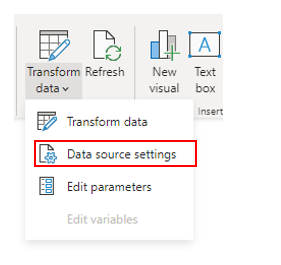 Transform
data
Refresh
New
visual
Text
box
Insert
Transform data
Data source settings
Edit parameters
Edit variables